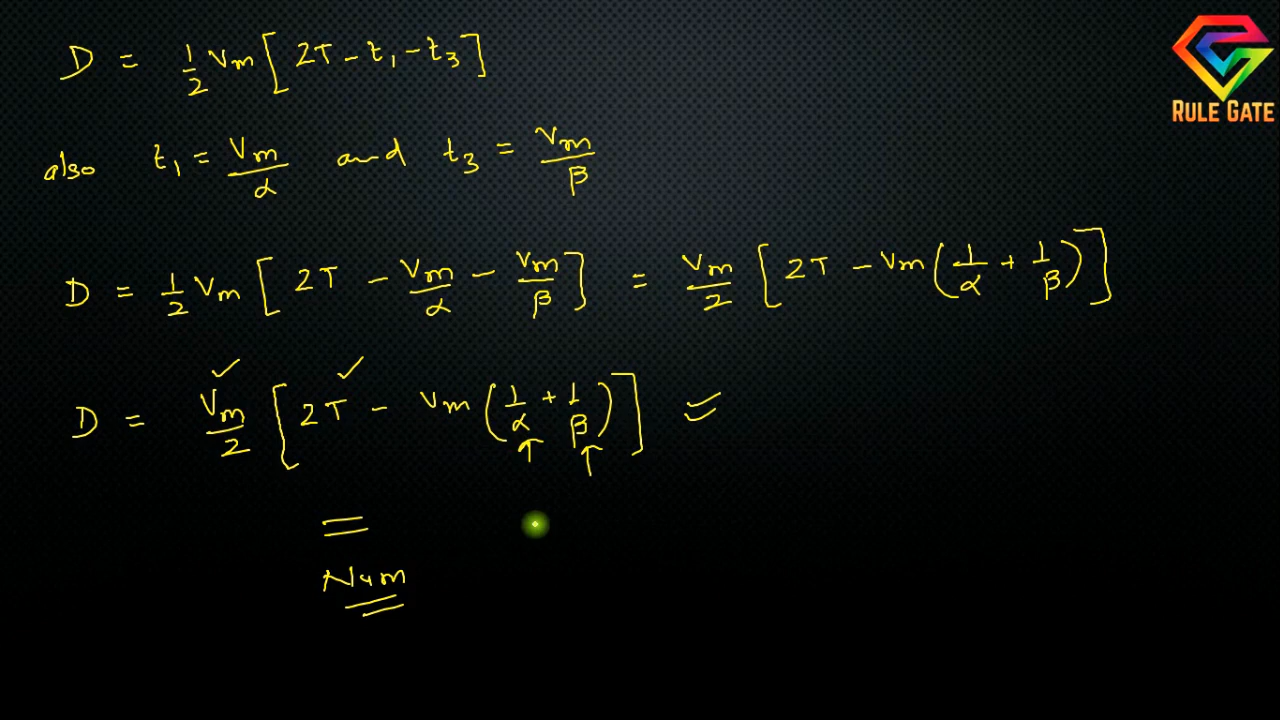 RULE GATE
D = 1/2 Vm [ 2T - t₁ - t₃ ]
also t₁ = Vm/α and t₃ = Vm/β
D = 1/2 Vm [ 2T - Vm/α - Vm/β ] = Vm/2 [ 2T - Vm ( 1/α + 1/β ) ]
D = Vm/2 [ 2T - Vm ( 1/α + 1/β ) ]
=
Num